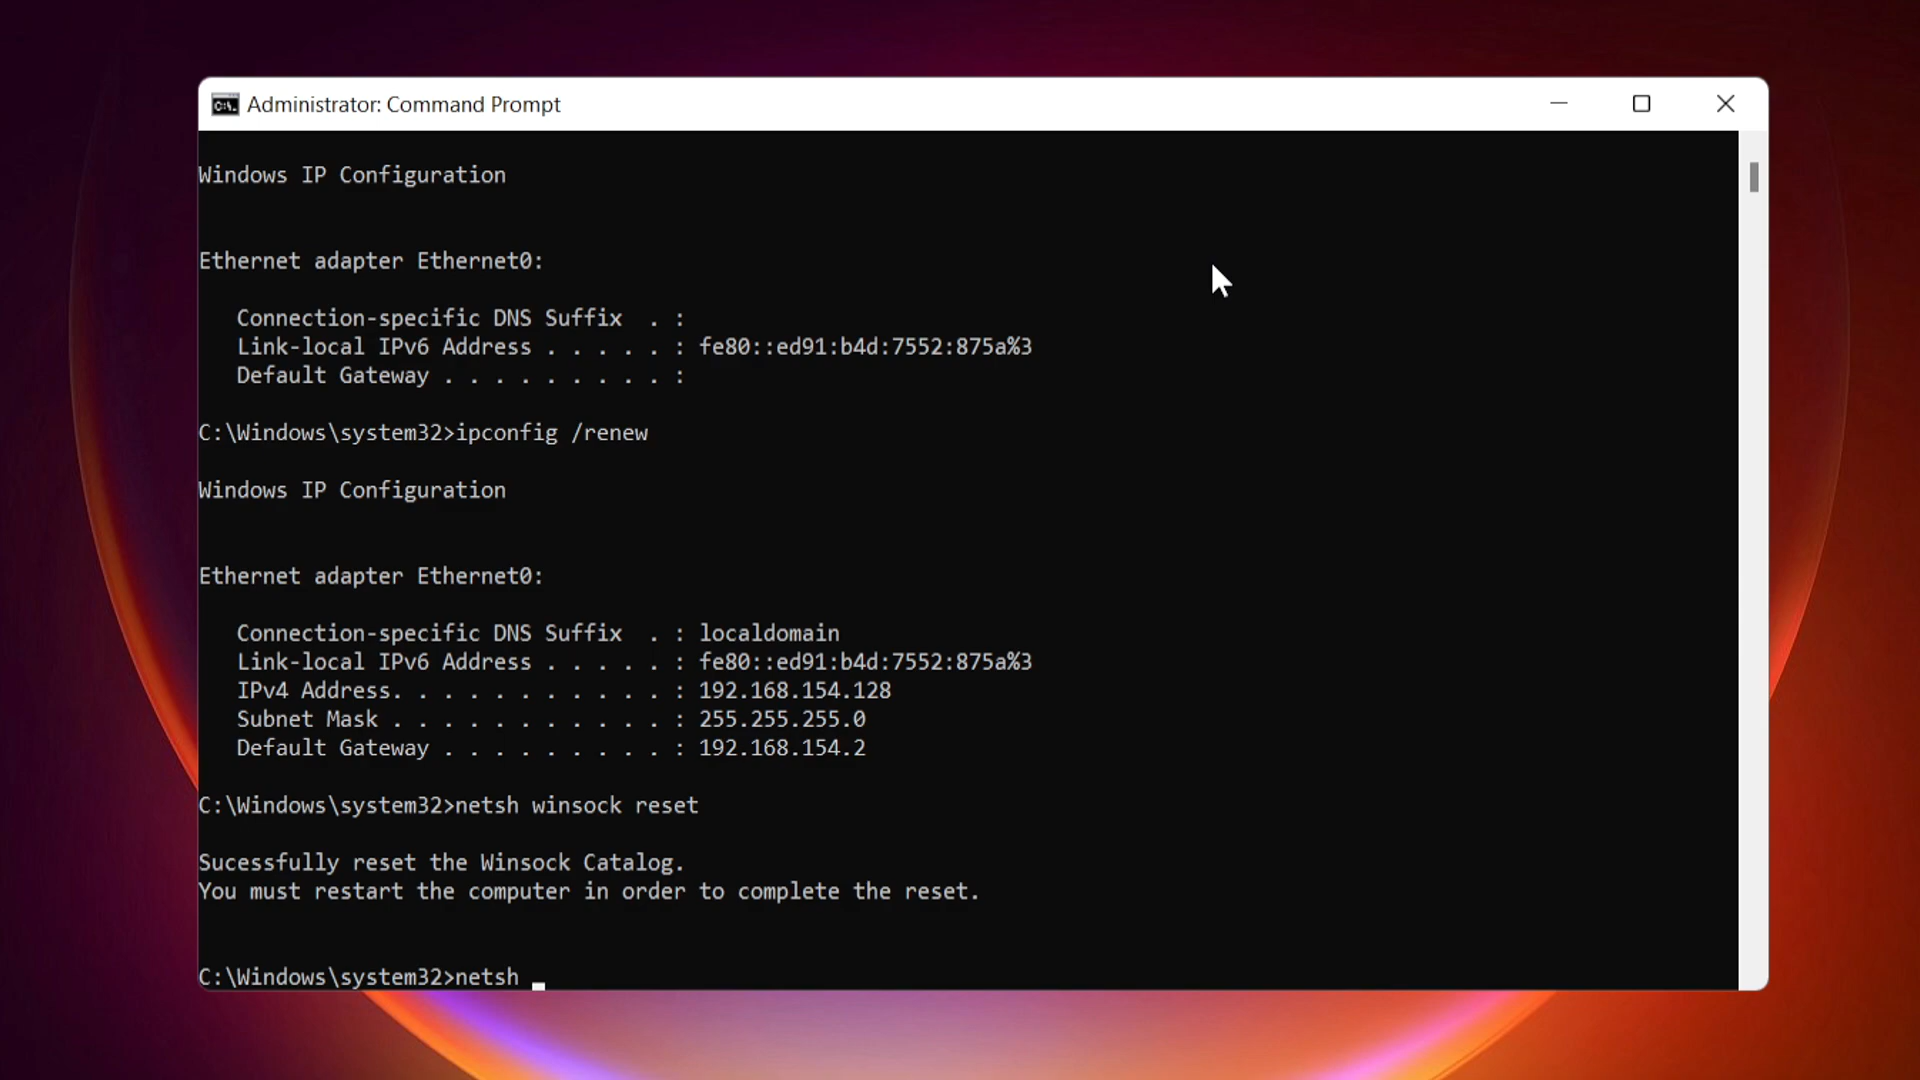 Administrator: Command Prompt
Windows IP Configuration
Ethernet adapter Ethernet0:
Connection-specific DNS Suffix . :
Link-local IPv6 Address . . . . . : fe80::ed91:b4d:7552:875a%3
Default Gateway . . . . . . . . . :
C:\Windows\system32>ipconfig /renew
Windows IP Configuration
Ethernet adapter Ethernet0:
Connection-specific DNS Suffix . : localdomain
Link-local IPv6 Address . . . . . : fe80::ed91:b4d:7552:875a%3
IPv4 Address. . . . . . . . . . . : 192.168.154.128
Subnet Mask . . . . . . . . . . . : 255.255.255.0
Default Gateway . . . . . . . . . : 192.168.154.2
C:\Windows\system32>netsh winsock reset
Sucessfully reset the Winsock Catalog.
You must restart the computer in order to complete the reset.
C:\Windows\system32>netsh